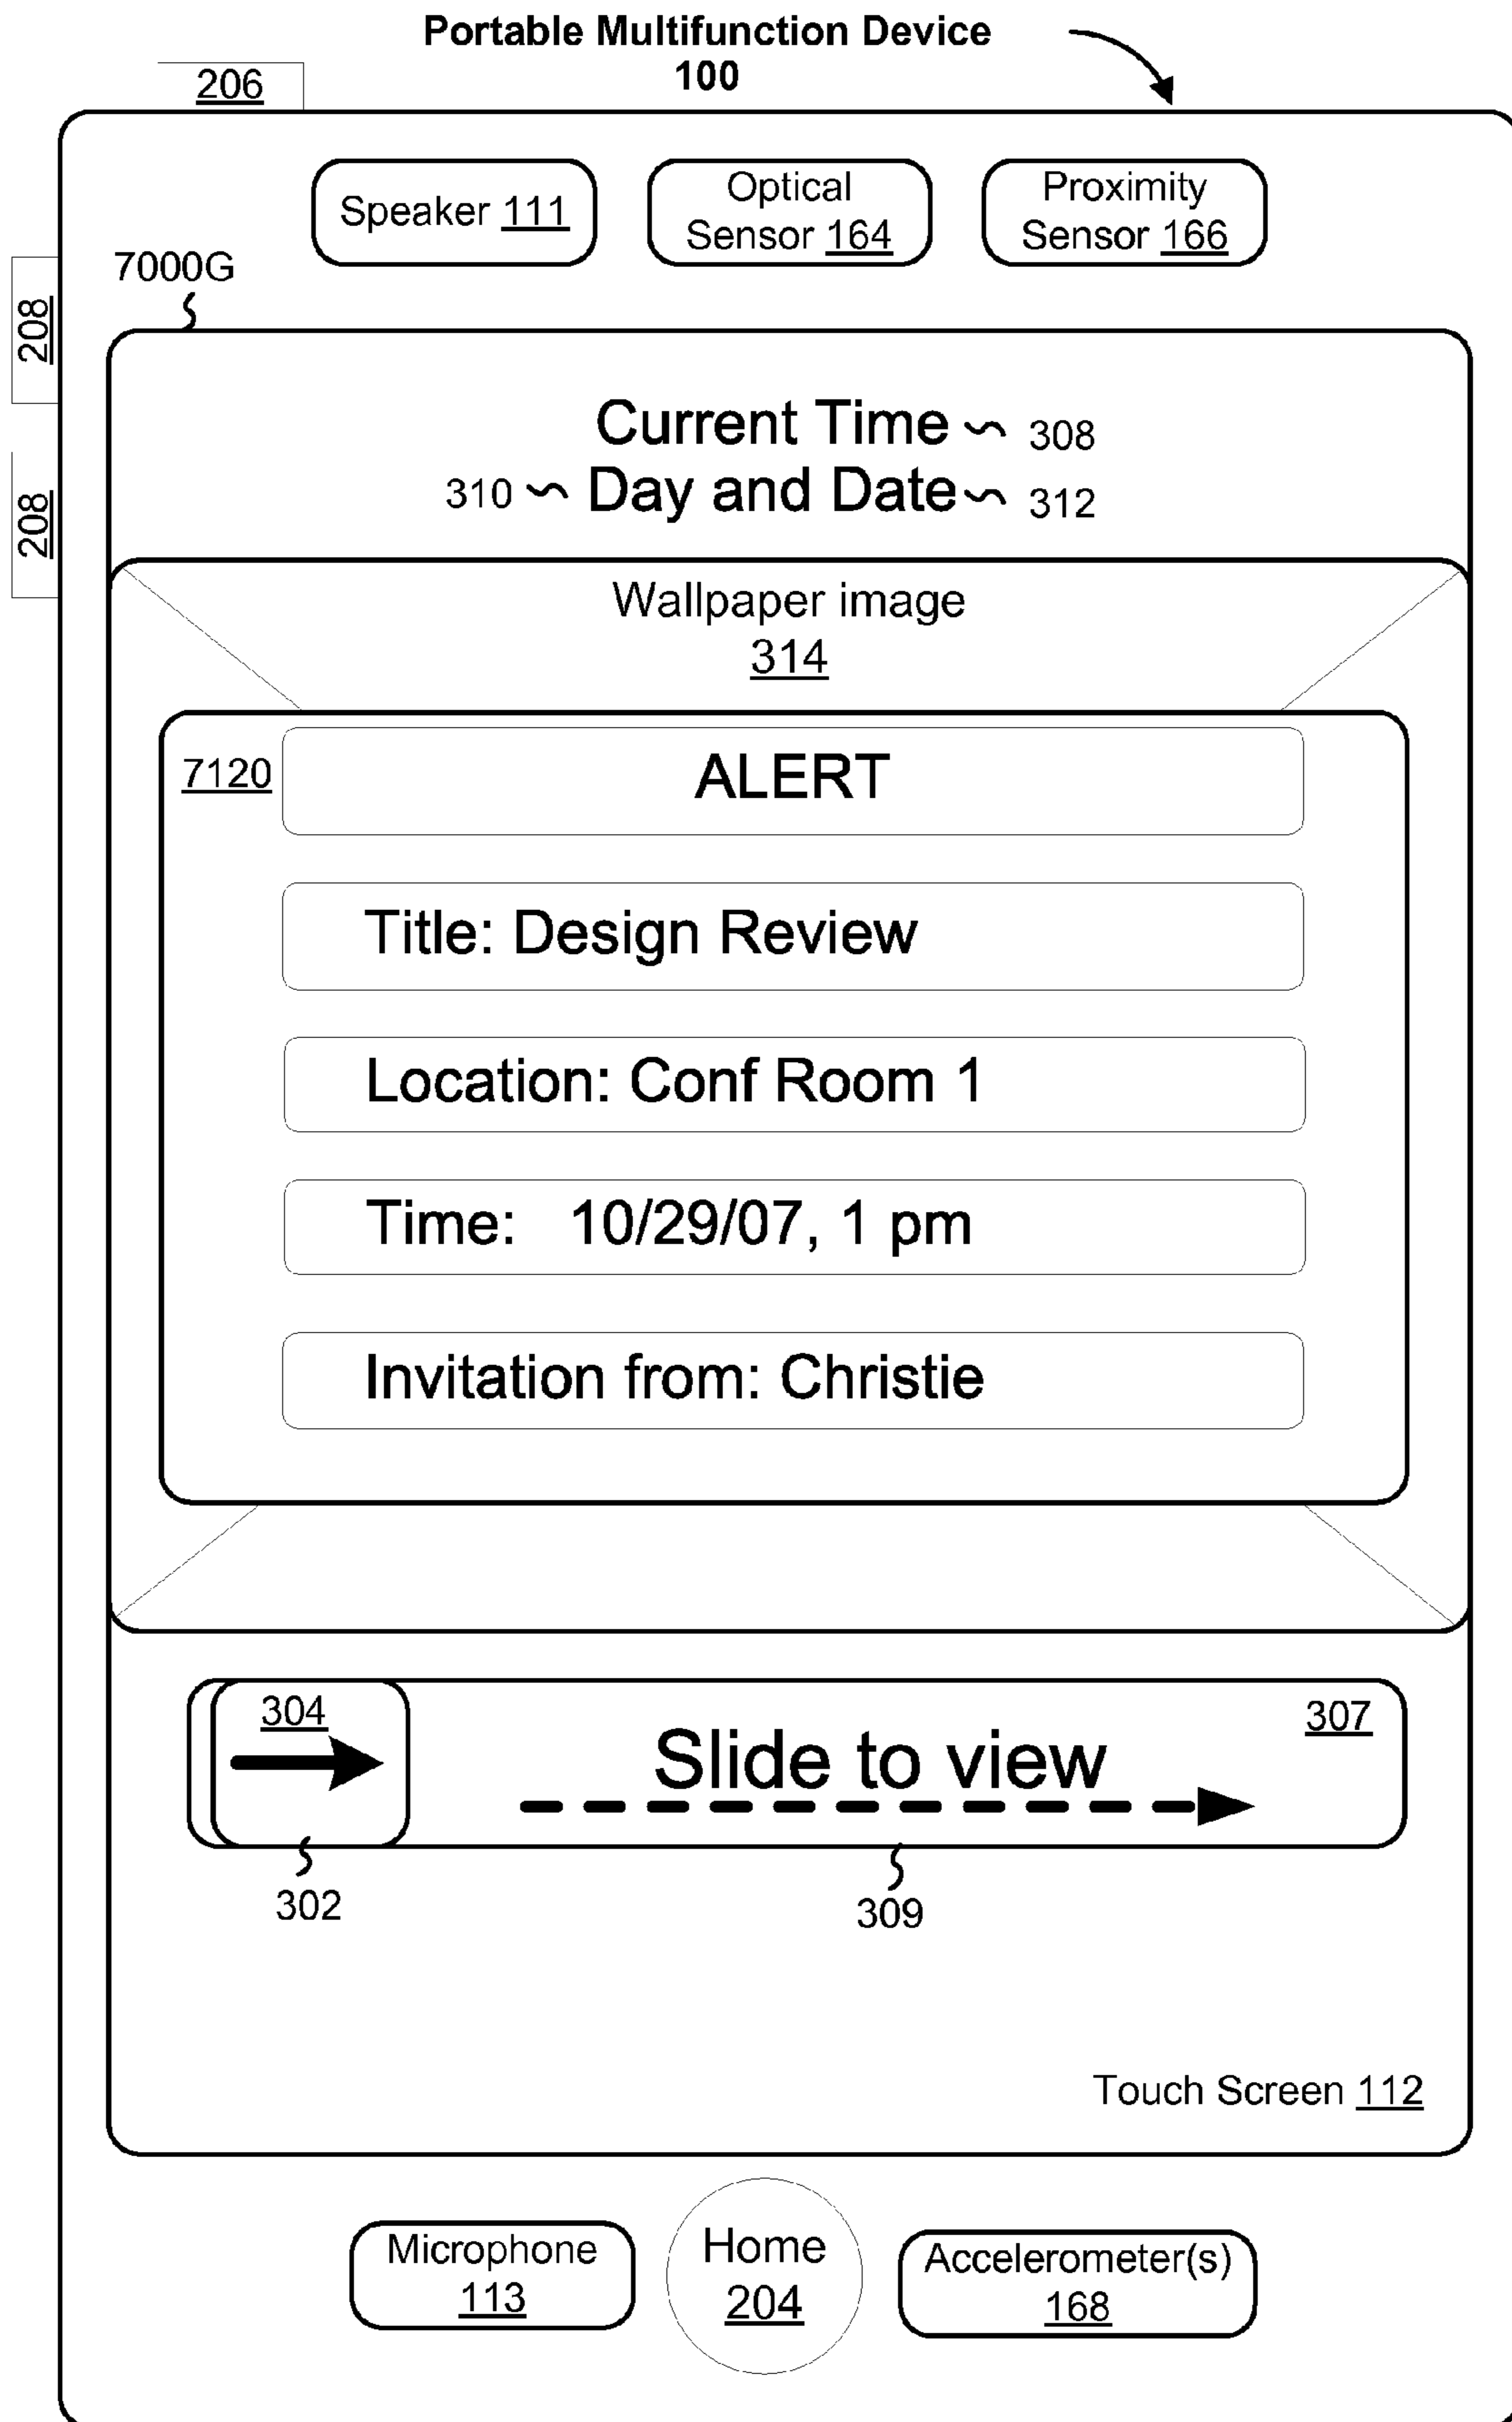 Portable Multifunction Device
100
206
Speaker 111
Optical
Sensor 164
Proximity
Sensor 166
7000G
208
Current Time 308
310 Day and Date 312
208
Wallpaper image
314
7120
ALERT
Title: Design Review
Location: Conf Room 1
Time: 10/29/07, 1 pm
Invitation from: Christie
304
Slide to view
307
302
309
Touch Screen 112
Microphone
113
Home
204
Accelerometer(s)
168